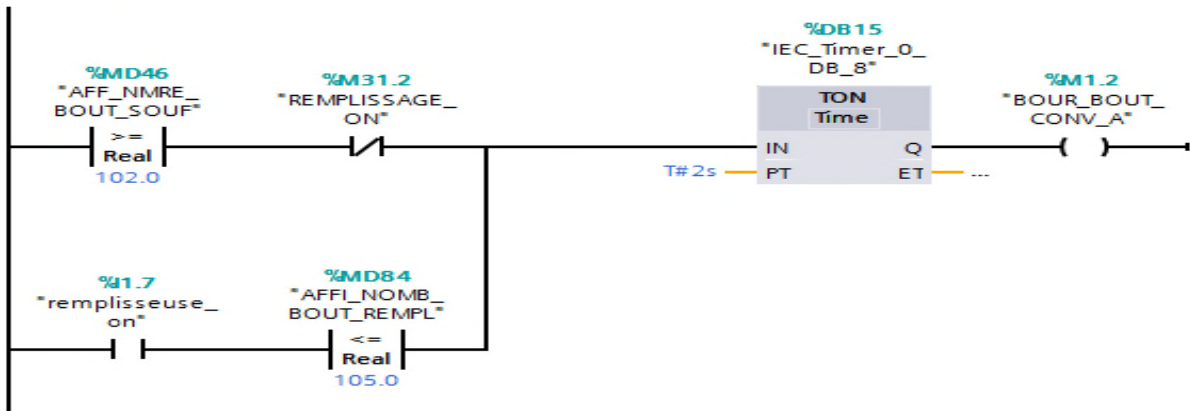 %DB15
"IEC_Timer_0_
DB_8"
%MD46
"AFF_NMRE_
BOUT_SOUF"
>=
Real
102.0
%M31.2
"REMPLISSAGE_
ON"
TON
Time
IN
Q
T#2s
PT
ET
...
%M1.2
"BOUR_BOUT_
CONV_A"
%I1.7
"remplisseuse_
on"
%MD84
"AFFI_NOMB_
BOUT_REMPL"
<=
Real
105.0